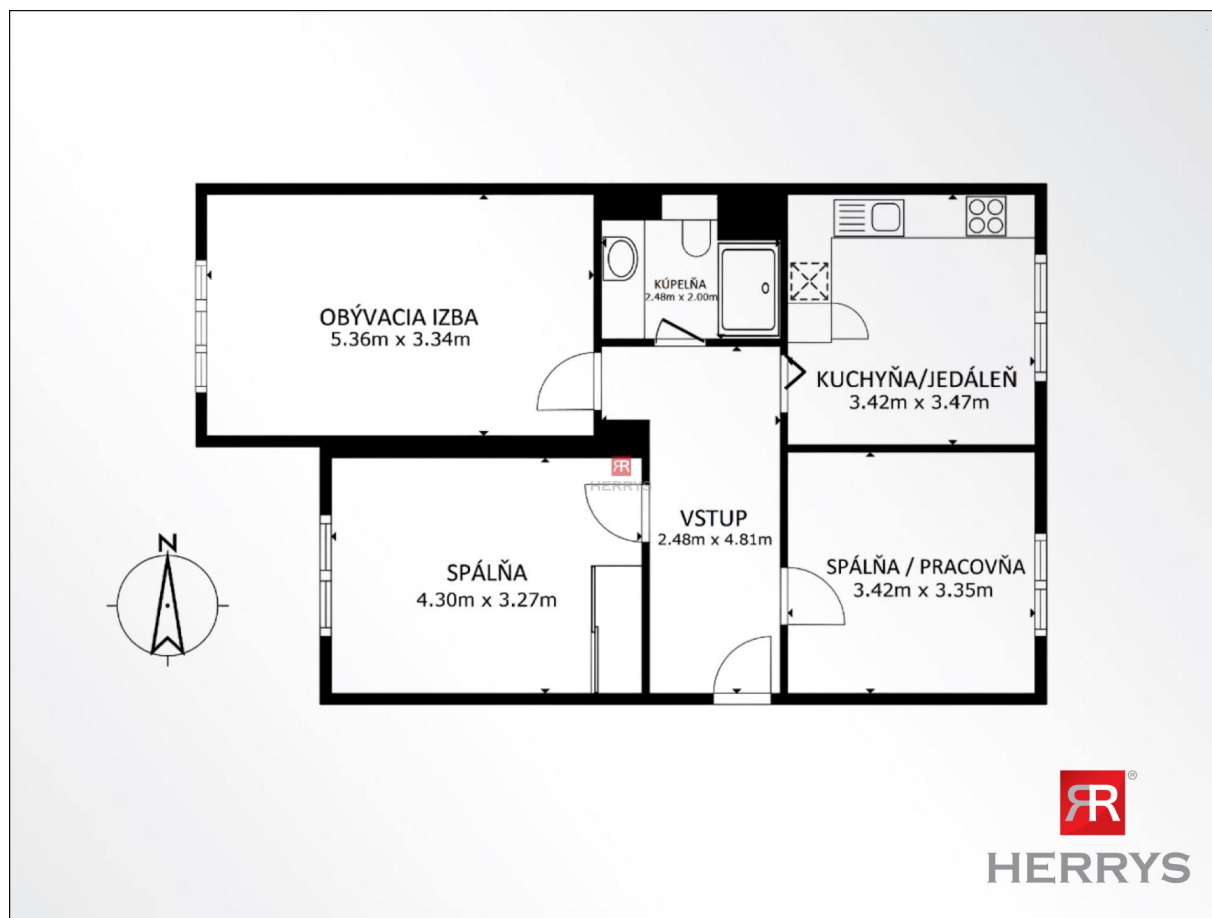 OBÝVACIA IZBA
5.36m x 3.34m
KÚPELŇA
2.48m x 2.00m
KUCHYŇA/JEDÁLEŇ
3.42m x 3.47m
HERRYS
VSTUP
2.48m x 4.81m
SPÁLŇA
4.30m x 3.27m
SPÁLŇA / PRACOVŇA
3.42m x 3.35m
N
RR®
HERRYS